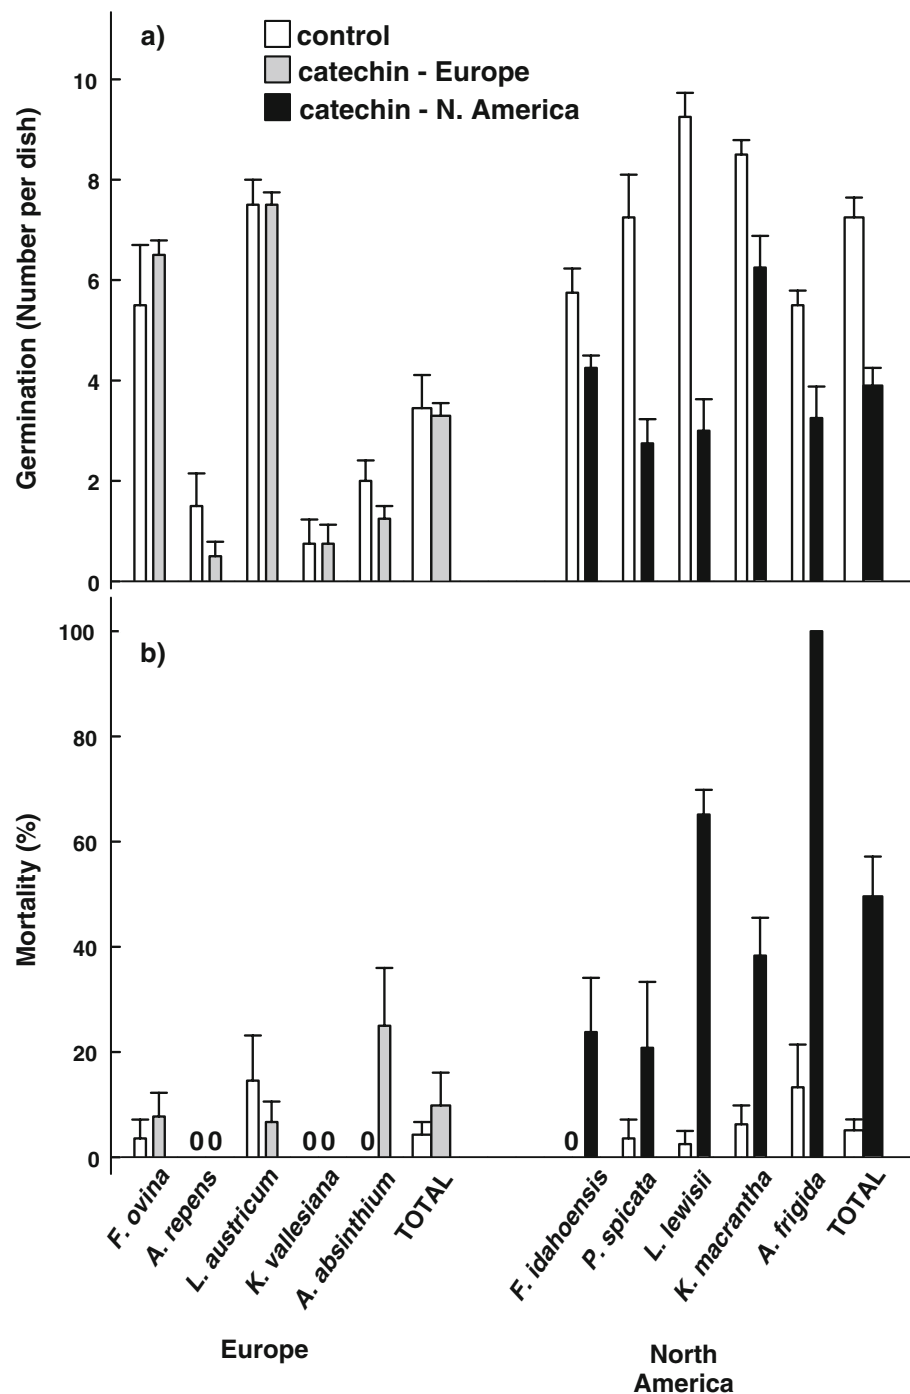 a)
control
catechin - Europe
catechin - N. America
Germination (Number per dish)
10
8
6
4
2
0
b)
Mortality (%)
100
80
60
40
20
0
0 0
0 0
0
0
F. ovina
A. repens
L. austricum
K. vallesiana
A. absinthium
TOTAL
F. idahoensis
P. spicata
L. lewisii
K. macrantha
A. frigida
TOTAL
Europe
North
America